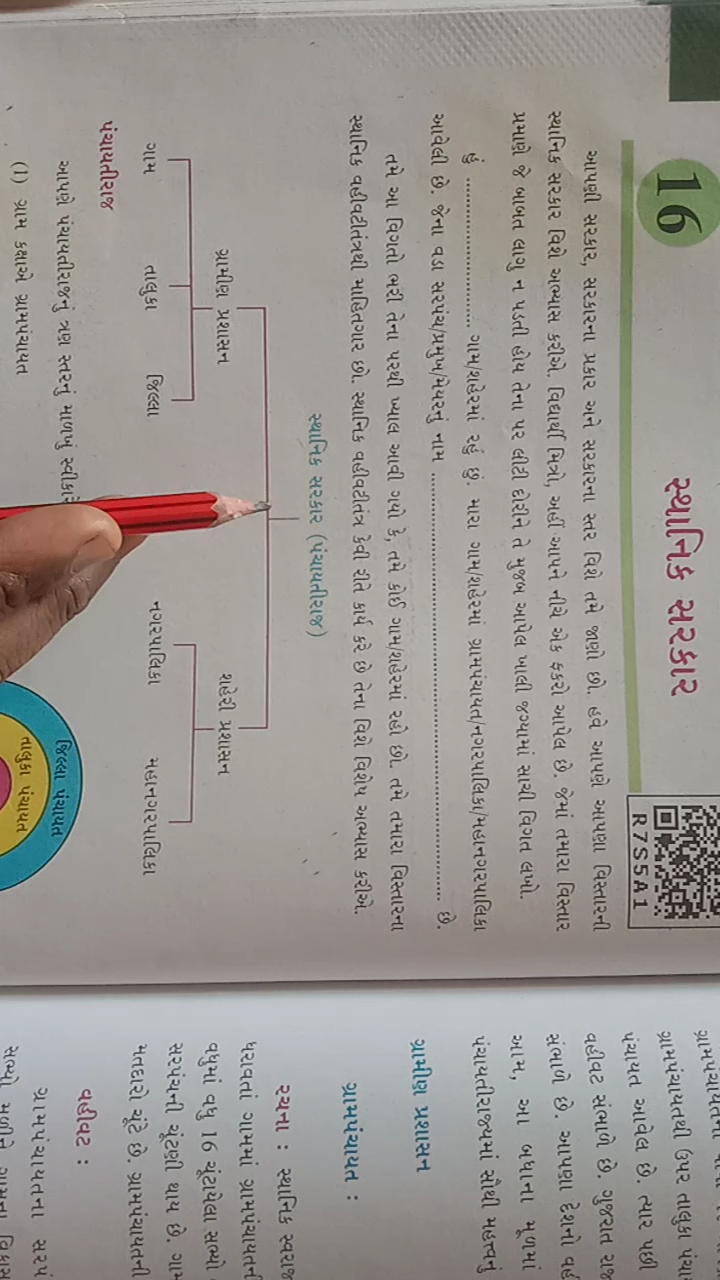 16
સ્થાનિક સરકાર
R7S5A1
આપણી સરકાર, સરકારના પ્રકાર અને સરકારના સ્તર વિશે તમે જાણો છો. હવે આપણે આપણા વિસ્તારની
સ્થાનિક સરકાર વિશે અભ્યાસ કરીએ. વિદ્યાર્થી મિત્રો, અહીં આપને નીચે એક ફકરો આપેલ છે. જેમાં તમારા વિસ્તાર
પ્રમાણે જે બાબત લાગુ ન પડતી હોય તેના પર લીટી દોરીને તે મુજબ આપેલ ખાલી જગ્યામાં સાચી વિગત લખો.
હું .............................. ગામ/શહેરમાં રહું છું. મારા ગામ/શહેરમાં ગ્રામપંચાયત/નગરપાલિકા/મહાનગરપાલિકા
આવેલી છે. જેના વડા સરપંચ/પ્રમુખ/મેયરનું નામ .................................................................................... છે.
તમે આ વિગતો ભરી તેના પરથી ખ્યાલ આવી ગયો કે, તમે કોઈ ગામ/શહેરમાં રહો છો. તમે તમારા વિસ્તારના
સ્થાનિક વહીવટીતંત્રથી માહિતગાર છો. સ્થાનિક વહીવટીતંત્ર કેવી રીતે કાર્ય કરે છે તેના વિશે વિશેષ અભ્યાસ કરીએ.
સ્થાનિક સરકાર (પંચાયતીરાજ)
ગ્રામીણ પ્રશાસન શહેરી પ્રશાસન
ગામ તાલુકા જિલ્લા નગરપાલિકા મહાનગરપાલિકા
પંચાયતીરાજ
આપણે પંચાયતીરાજનું ત્રણ સ્તરનું માળખું
(1) ગ્રામ કક્ષાએ ગ્રામપંચાયત
જિલ્લા પંચાયત
તાલુકા પંચાયત
ગ્રામપંચાયતથી ઉપર તાલુકા
પંચાયત આવેલ છે. ત્યાર પછી
વહીવટ સંભાળે છે. ગુજરાત
સંભાળે છે. આપણા દેશનો
આમ, આ બધાના મૂળમાં
પંચાયતીરાજ્યમાં સૌથી મહત્ત્વનું
ગ્રામીણ પ્રશાસન
ગ્રામપંચાયત :
રચના : સ્થાનિક
ધરાવતાં ગામમાં
વધુમાં વધુ 16 ચૂંટાયેલા સભ્યો
સરપંચની ચૂંટણી થાય છે.
મતદારો ચૂંટે છે. ગ્રામપંચાયતની
વહીવટ :
ગ્રામપંચાયતના